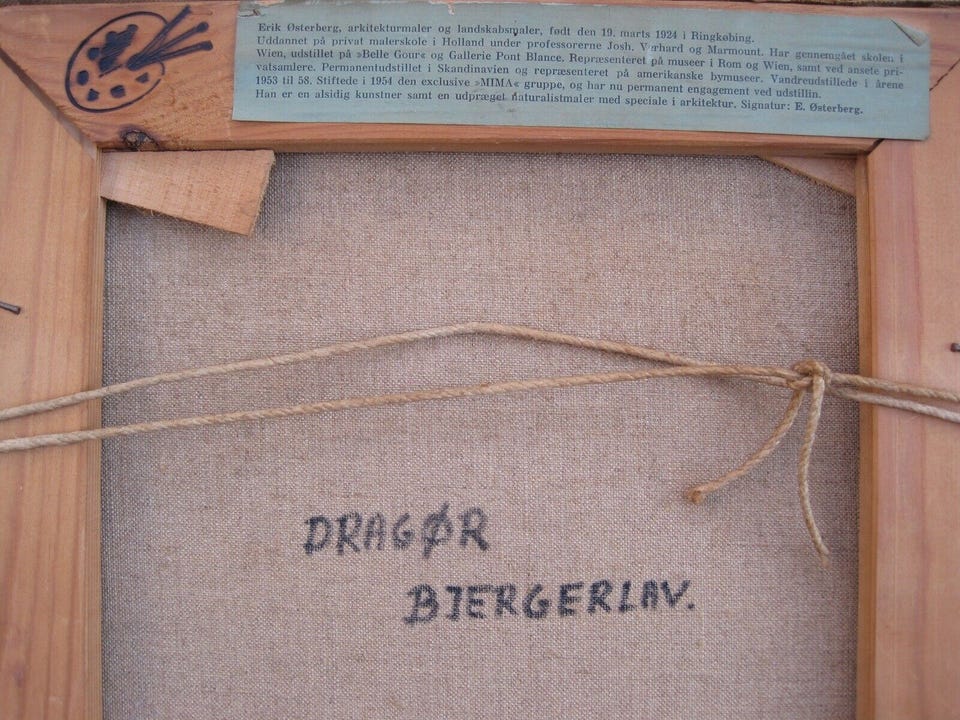 Erik Østerberg, arkitekturmaler og landskabsmaler, født den 19. marts 1924 i Ringkøbing.
Uddannet på privat malerskole i Holland under professorerne Josh. Verhard og Marmount. Har gennemgået skolen i
Wien, udstillet på »Belle Gour« og Gallerie Pont Blance. Repræsenteret på museer i Rom og Wien, samt ved ansete pri-
vatsamlere. Permanentudstillet i Skandinavien og repræsenteret på amerikanske bymuseer. Vandreudstillede i årene
1953 til 58. Stiftede i 1954 den exclusive »MIMA« gruppe, og har nu permanent engagement ved udstillin.
Han er en alsidig kunstner samt en udpræget naturalistmaler med speciale i arkitektur. Signatur: E. Østerberg.
DRAGØR
BJERGERLAV.